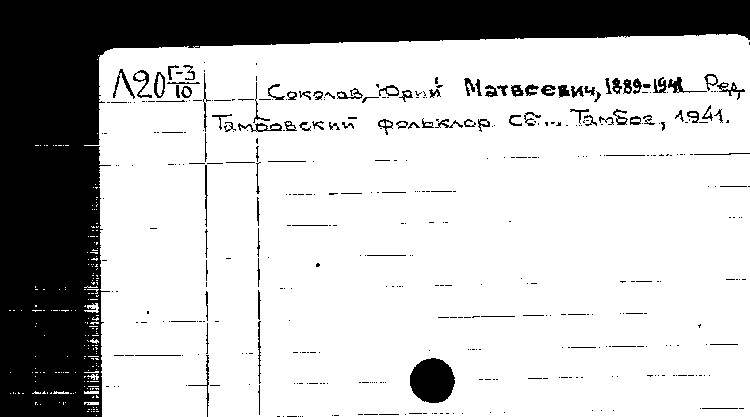 Л20 Г-3/10
Соколов, Юрий Матвеевич, 1889-1941 Ред.
Тамбовский фольклор сб... Тамбов, 1941.